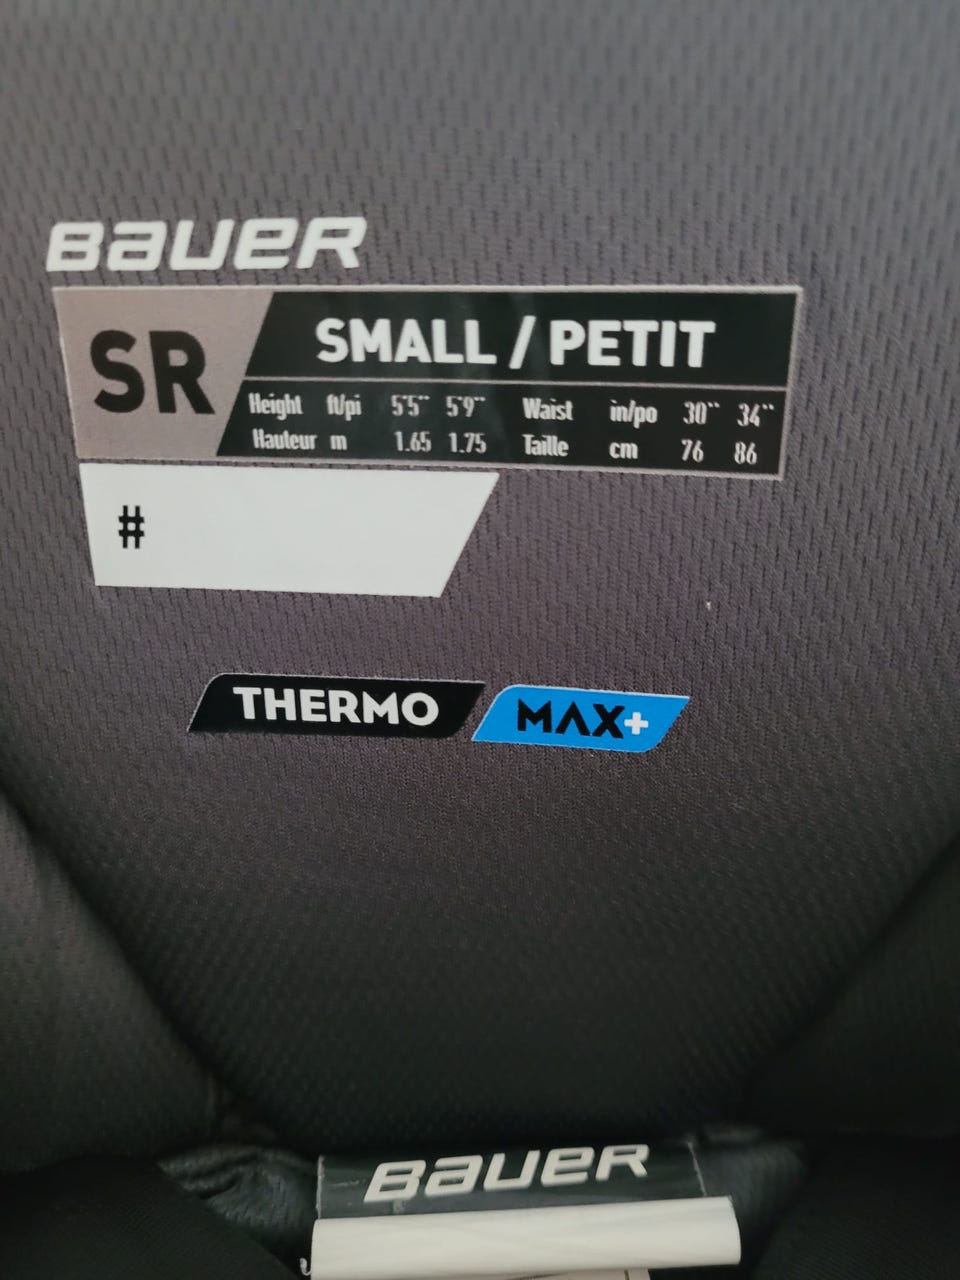 BAUER
SR
SMALL / PETIT
Height ft/pi 5'5" 5'9" Waist in/po 30" 34"
Hauteur m 1.65 1.75 Taille cm 76 86
#
THERMO MAX+
BAUER